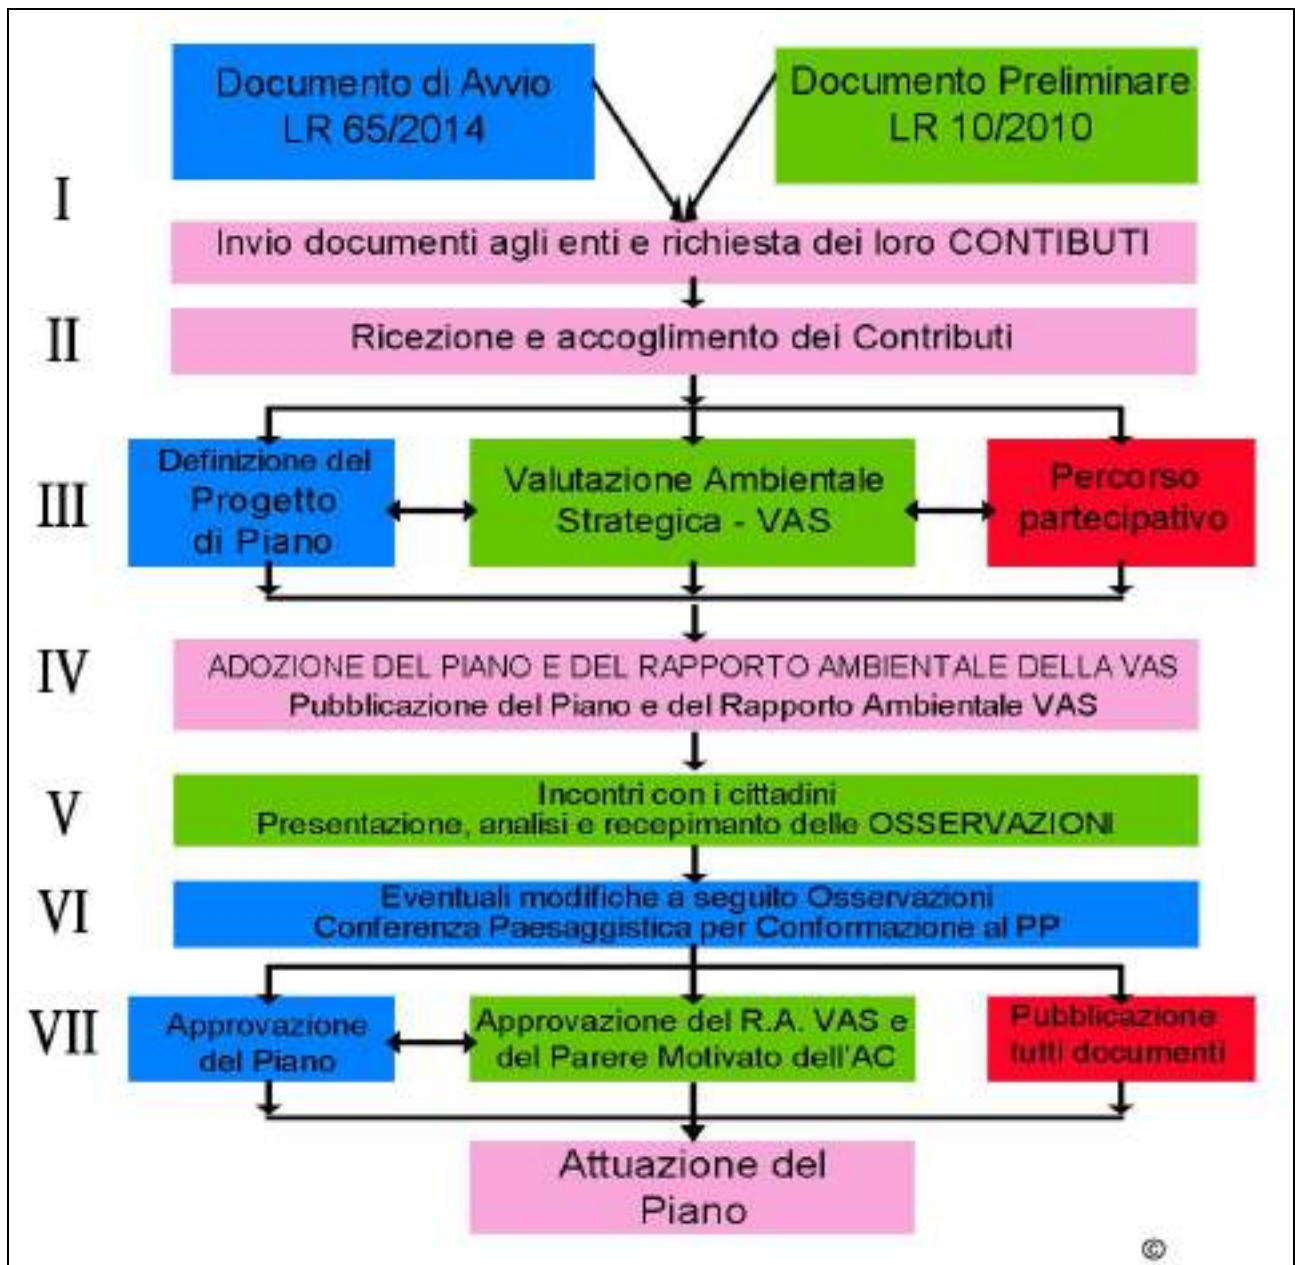 Documento di Avvio
LR 65/2014
Documento Preliminare
LR 10/2010
I
Invio documenti agli enti e richiesta dei loro CONTIBUTI
II
Ricezione e accoglimento dei Contributi
III
Definizione del
Progetto
di Piano
Valutazione Ambientale
Strategica - VAS
Percorso
partecipativo
IV
ADOZIONE DEL PIANO E DEL RAPPORTO AMBIENTALE DELLA VAS
Pubblicazione del Piano e del Rapporto Ambientale VAS
V
Incontri con i cittadini
Presentazione, analisi e recepimanto delle OSSERVAZIONI
VI
Eventuali modifiche a seguito Osservazioni
Conferenza Paesaggistica per Conformazione al PP
VII
Approvazione
del Piano
Approvazione del R.A. VAS e
del Parere Motivato dell'AC
Pubblicazione
tutti documenti
Attuazione del
Piano
©